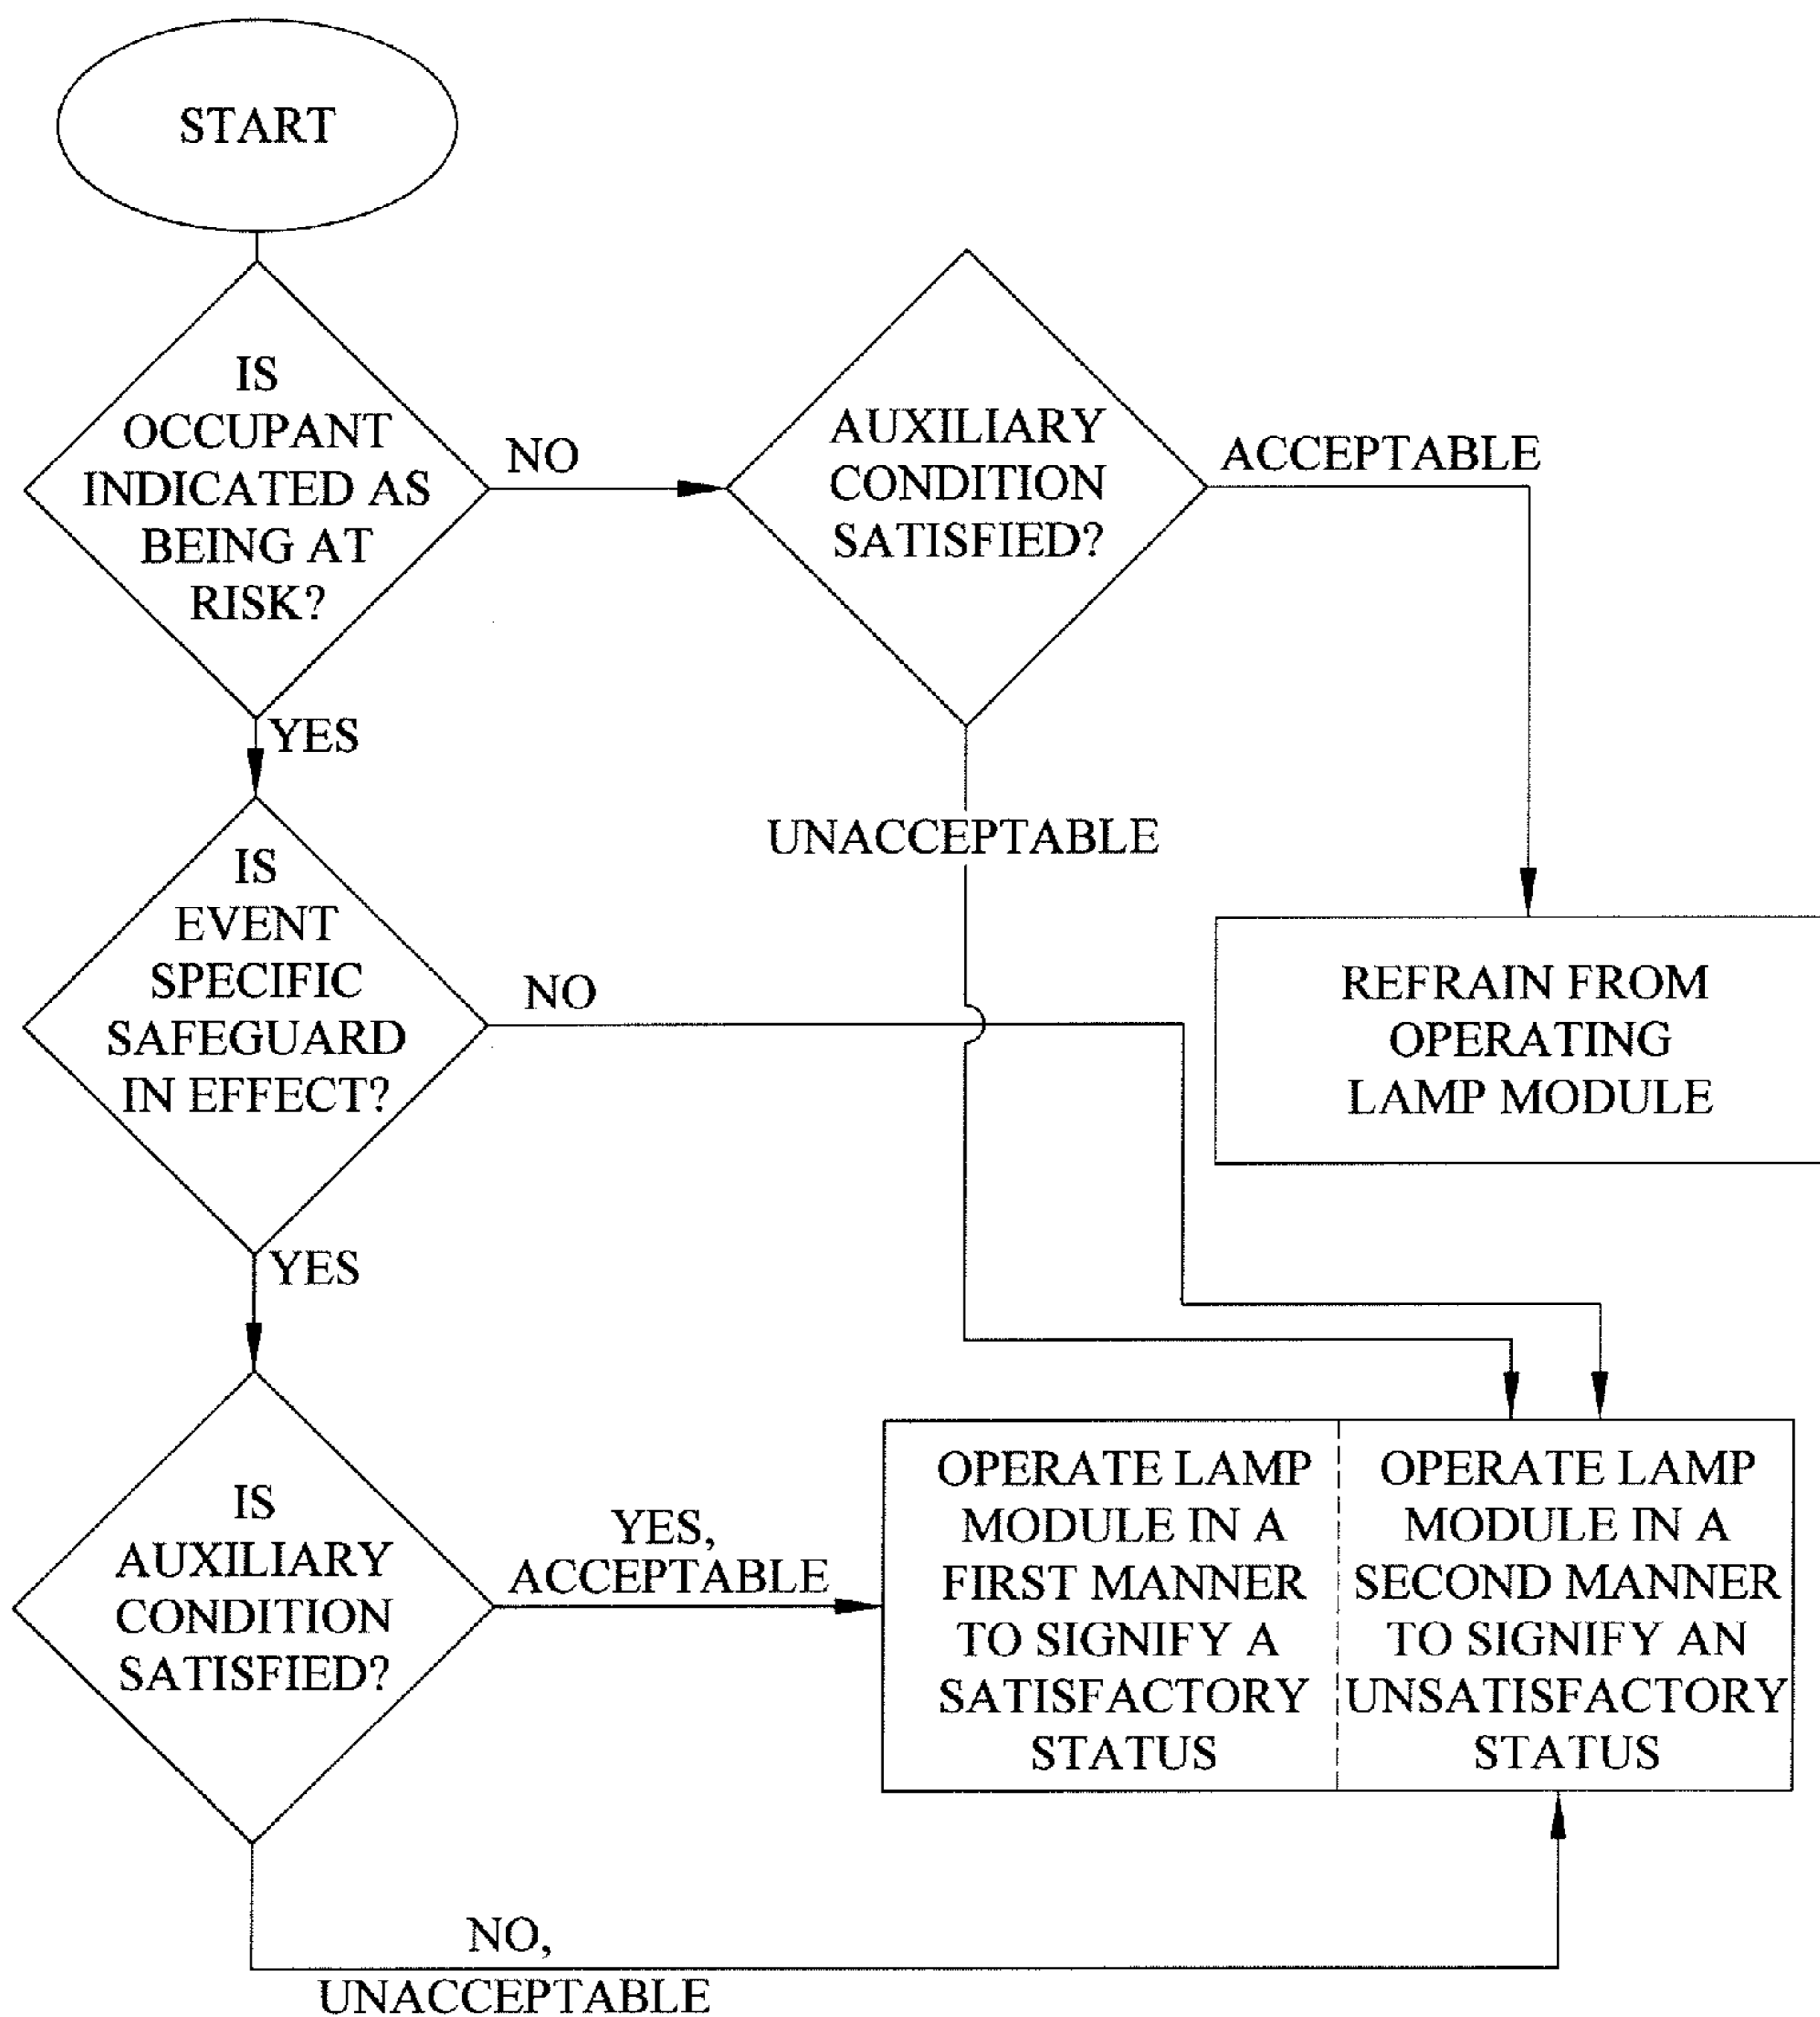 START
IS
OCCUPANT
INDICATED AS
BEING AT
RISK?
NO
AUXILIARY
CONDITION
SATISFIED?
ACCEPTABLE
YES
UNACCEPTABLE
IS
EVENT
SPECIFIC
SAFEGUARD
IN EFFECT?
NO
REFRAIN FROM
OPERATING
LAMP MODULE
YES
IS
AUXILIARY
CONDITION
SATISFIED?
YES,
ACCEPTABLE
OPERATE LAMP
MODULE IN A
FIRST MANNER
TO SIGNIFY A
SATISFACTORY
STATUS
OPERATE LAMP
MODULE IN A
SECOND MANNER
TO SIGNIFY AN
UNSATISFACTORY
STATUS
NO,
UNACCEPTABLE